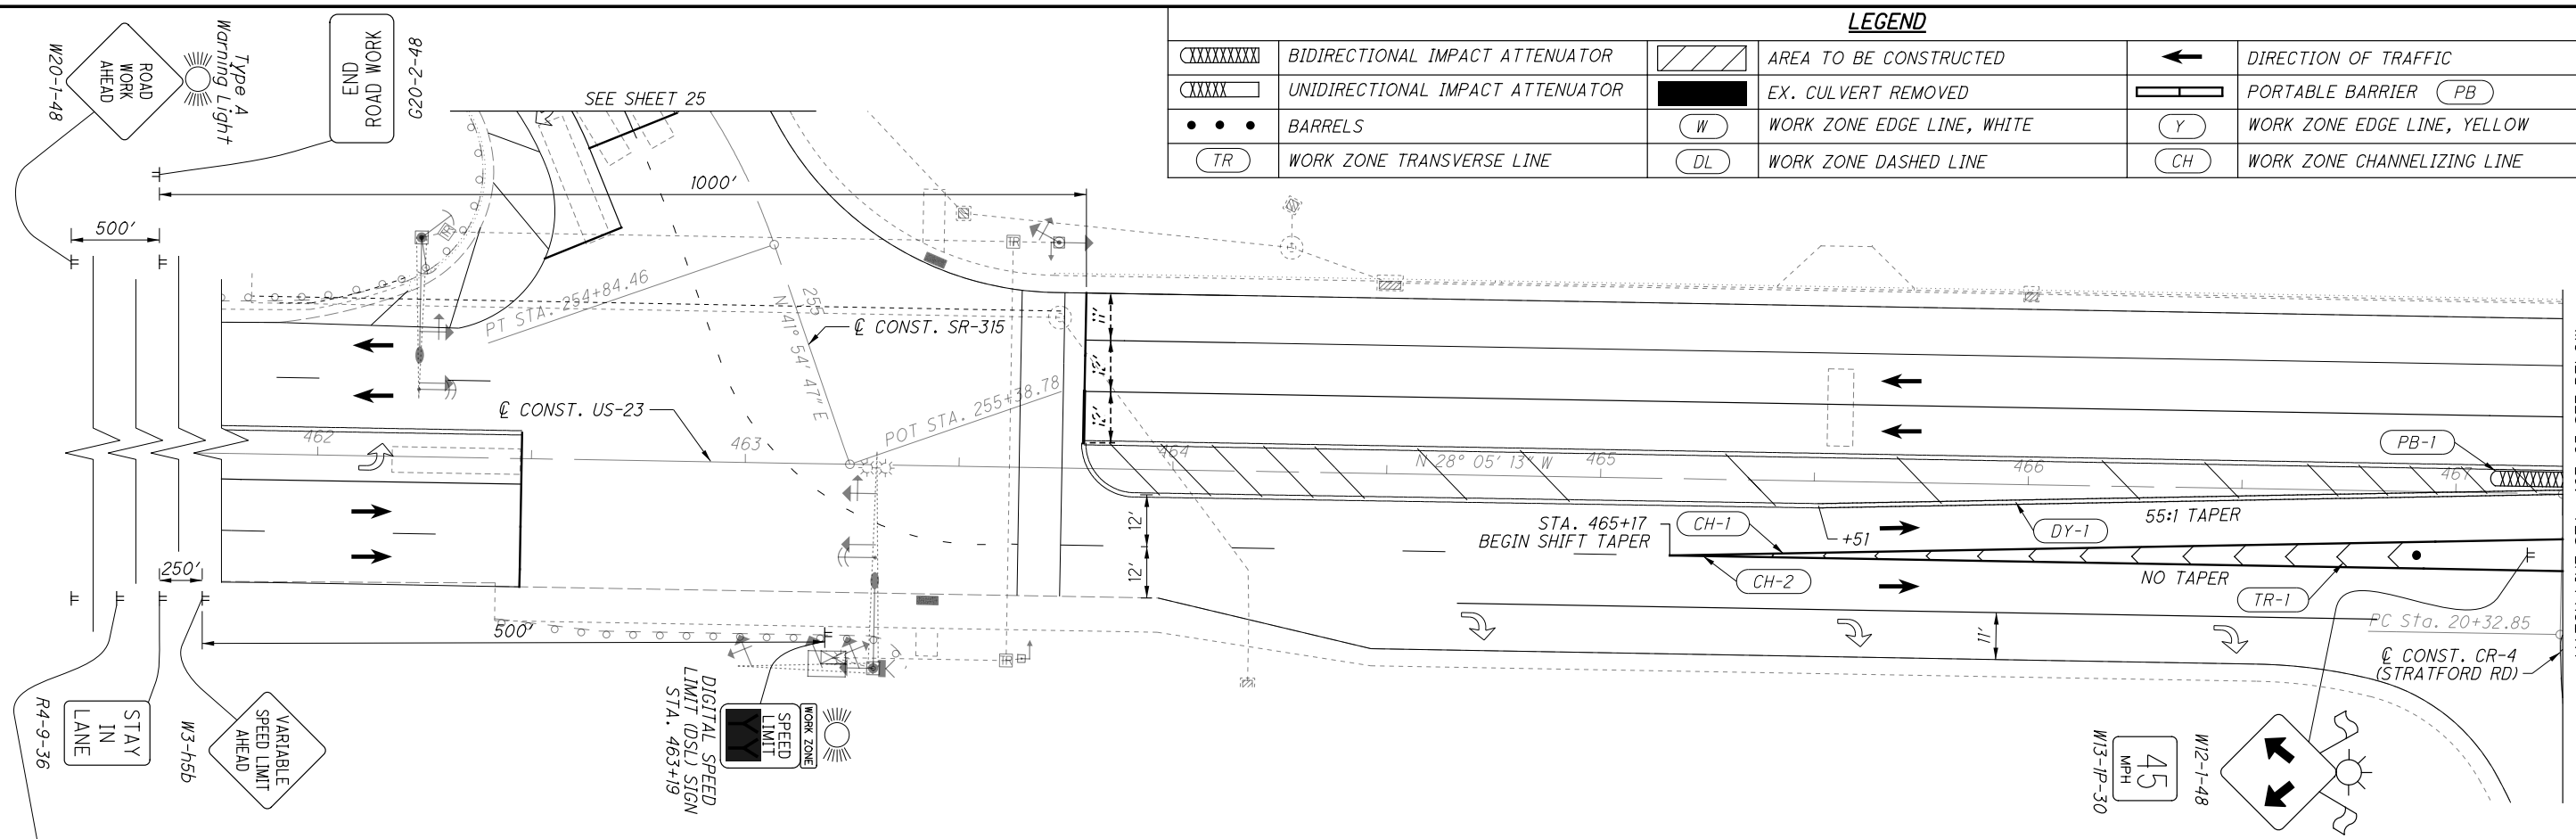 LEGEND
BIDIRECTIONAL IMPACT ATTENUATOR
AREA TO BE CONSTRUCTED
DIRECTION OF TRAFFIC
UNIDIRECTIONAL IMPACT ATTENUATOR
EX. CULVERT REMOVED
PORTABLE BARRIER PB
BARRELS
W WORK ZONE EDGE LINE, WHITE
Y WORK ZONE EDGE LINE, YELLOW
TR WORK ZONE TRANSVERSE LINE
DL WORK ZONE DASHED LINE
CH WORK ZONE CHANNELIZING LINE
ROAD
WORK
AHEAD
W20-1-48
Type A
Warning Light
END
ROAD WORK
G20-2-48
SEE SHEET 25
1000'
500'
TR
TR
PT STA. 254+84.46
255
N 41° 54' 47" E
℄ CONST. SR-315
POT STA. 255+38.78
℄ CONST. US-23
11'
12'
12'
462
463
464
465
466
467
N 28° 05' 13" W
PB-1
STA. 465+17
BEGIN SHIFT TAPER
CH-1
+51
DY-1
55:1 TAPER
CH-2
NO TAPER
TR-1
12'
12'
250'
500'
11'
TR
PC Sta. 20+32.85
℄ CONST. CR-4
(STRATFORD RD)
R4-9-36
STAY
IN
LANE
W3-h5b
VARIABLE
SPEED LIMIT
AHEAD
DIGITAL SPEED
LIMIT (DSL) SIGN
STA. 463+19
WORK ZONE
SPEED
LIMIT
YY
W13-1P-30
45
MPH
W12-1-48